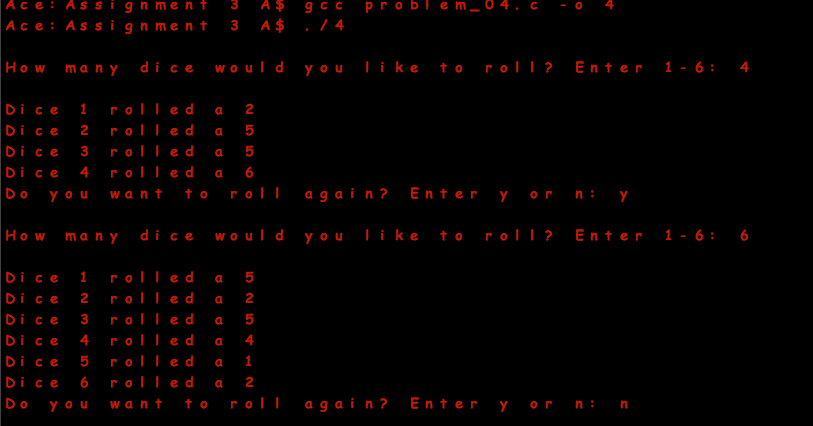 Ace:Assignment 3 A$ gcc problem_04.c -o 4
Ace:Assignment 3 A$ ./4
How many dice would you like to roll? Enter 1-6: 4
Dice 1 rolled a 2
Dice 2 rolled a 5
Dice 3 rolled a 5
Dice 4 rolled a 6
Do you want to roll again? Enter y or n: y
How many dice would you like to roll? Enter 1-6: 6
Dice 1 rolled a 5
Dice 2 rolled a 2
Dice 3 rolled a 5
Dice 4 rolled a 4
Dice 5 rolled a 1
Dice 6 rolled a 2
Do you want to roll again? Enter y or n: n